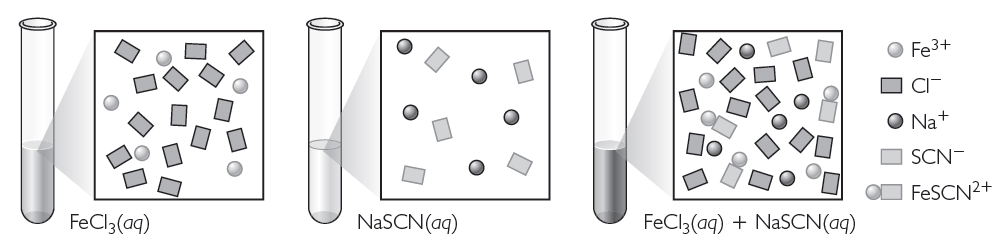 Fe³⁺
Cl⁻
Na⁺
SCN⁻
FeSCN²⁺
FeCl₃(aq)
NaSCN(aq)
FeCl₃(aq) + NaSCN(aq)